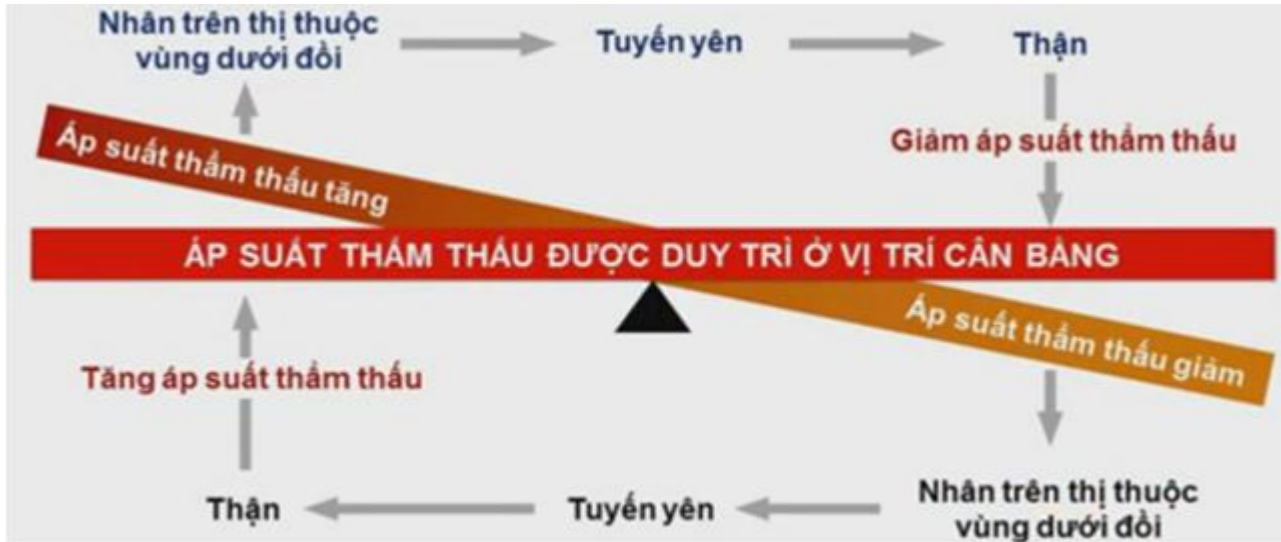 Nhân trên thị thuộc
vùng dưới đồi
Tuyến yên
Thận
Áp suất thẩm thấu tăng
Giảm áp suất thẩm thấu
ÁP SUẤT THẨM THẤU ĐƯỢC DUY TRÌ Ở VỊ TRÍ CÂN BẰNG
Áp suất thẩm thấu giảm
Tăng áp suất thẩm thấu
Thận
Tuyến yên
Nhân trên thị thuộc
vùng dưới đồi